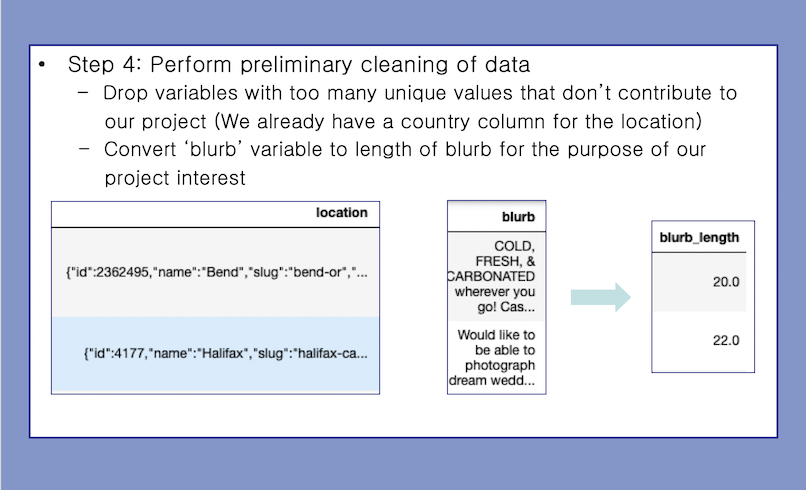 • Step 4: Perform preliminary cleaning of data
– Drop variables with too many unique values that don't contribute to
our project (We already have a country column for the location)
– Convert 'blurb' variable to length of blurb for the purpose of our
project interest
location
{"id":2362495,"name":"Bend","slug":"bend-or","...
{"id":4177,"name":"Halifax","slug":"halifax-ca...
blurb
COLD,
FRESH, &
CARBONATED
wherever you
go! Cas...
Would like to
be able to
photograph
dream wedd...
blurb_length
20.0
22.0